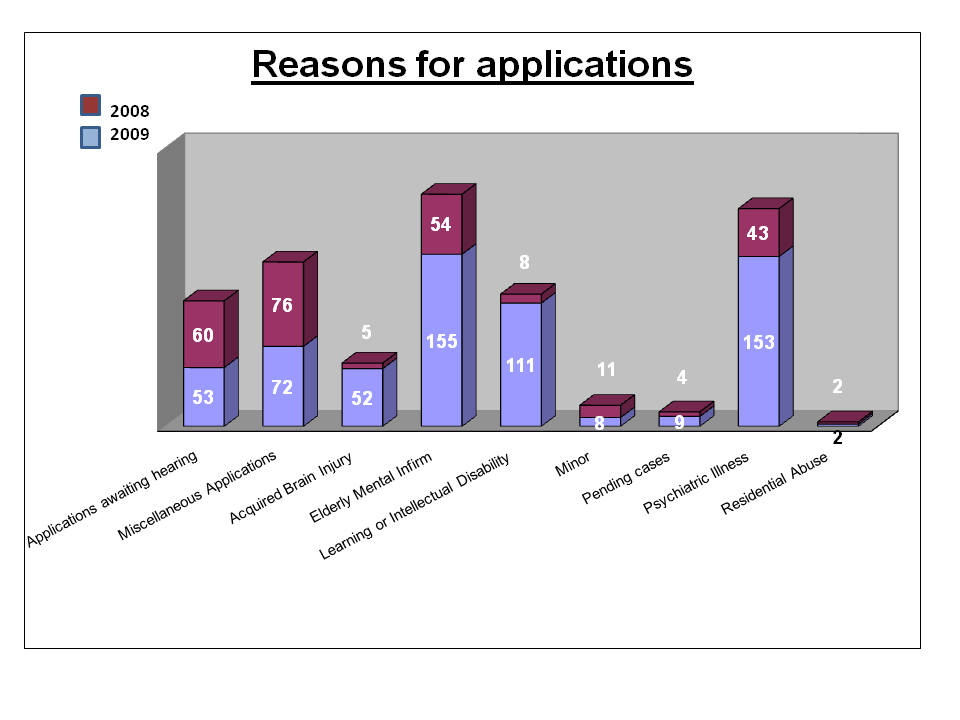 Reasons for applications
2008
2009
60
53
76
72
5
52
54
155
8
111
11
8
4
9
43
153
2
2
Applications awaiting hearing
Miscellaneous Applications
Acquired Brain Injury
Elderly Mental Infirm
Learning or Intellectual Disability
Minor
Pending cases
Psychiatric Illness
Residential Abuse